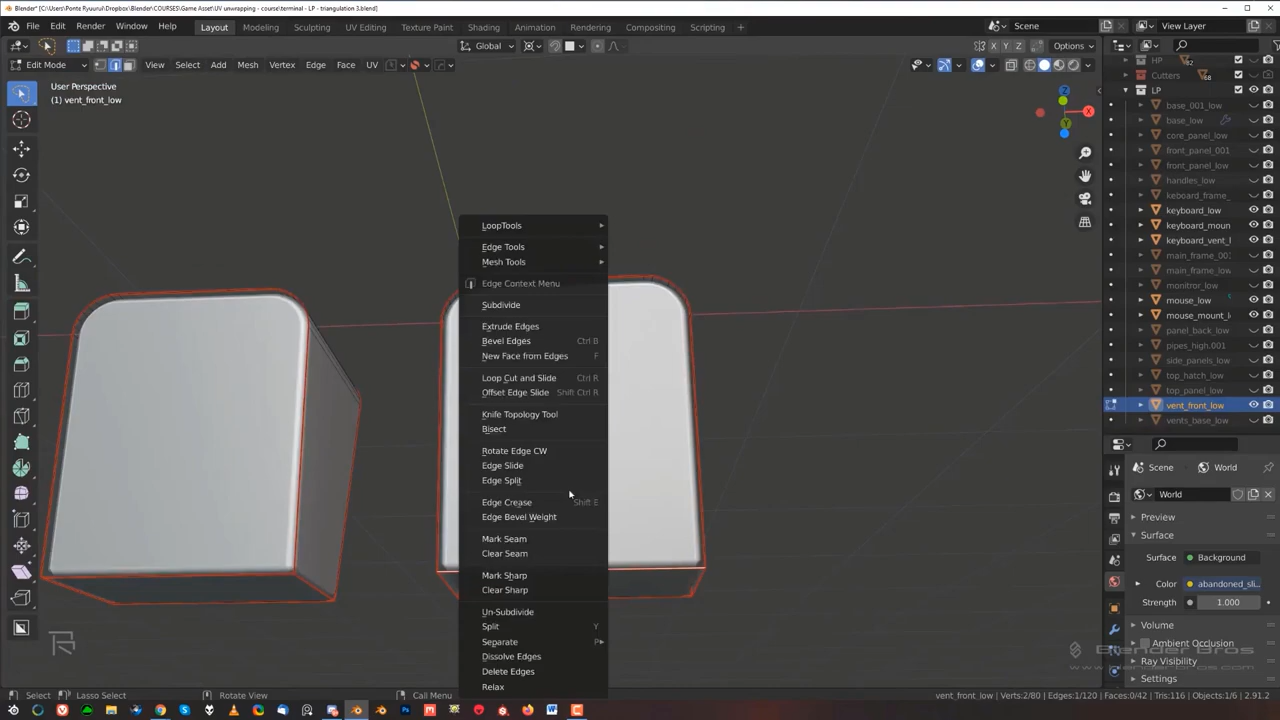 Blender* [C:\Users\Ponte Ryuurui\Dropbox\Blender\COURSES\Game Asset\UV unwrapping - course\terminal - LP - triangulation 3.blend]
File Edit Render Window Help Layout Modeling Sculpting UV Editing Texture Paint Shading Animation Rendering Compositing Scripting Scene View Layer
Global X Y Z Options
Edit Mode View Select Add Mesh Vertex Edge Face UV
User Perspective
(1) vent_front_low
Z
X
Y
LoopTools
Edge Tools
Mesh Tools
Edge Context Menu
Subdivide
Extrude Edges
Bevel Edges Ctrl B
New Face from Edges F
Loop Cut and Slide Ctrl R
Offset Edge Slide Shift Ctrl R
Knife Topology Tool
Bisect
Rotate Edge CW
Edge Slide
Edge Split
Edge Crease Shift E
Edge Bevel Weight
Mark Seam
Clear Seam
Mark Sharp
Clear Sharp
Un-Subdivide
Split Y
Separate P
Dissolve Edges
Delete Edges
Relax
HP
Cutters
LP
base_001_low
base_low
core_panel_low
front_panel_001
front_panel_low
handles_low
keboard_frame_
keyboard_low
keyboard_moun
keyboard_vent_l
main_frame_001
main_frame_low
monitror_low
mouse_low
mouse_mount_l
panel_back_low
pipes_high.001
side_panels_low
top_hatch_low
top_panel_low
vent_front_low
vents_base_low
Scene World
World
Preview
Surface
Surface Background
Color abandoned_sli..
Strength 1.000
Volume
Ambient Occlusion
Ray Visibility
Settings
Blender Bros
www.blenderbros.com
Select Lasso Select Rotate View Call Menu vent_front_low | Verts:2/80 | Edges:1/120 | Faces:0/42 | Tris:116 | Objects:1/6 | 2.91.2